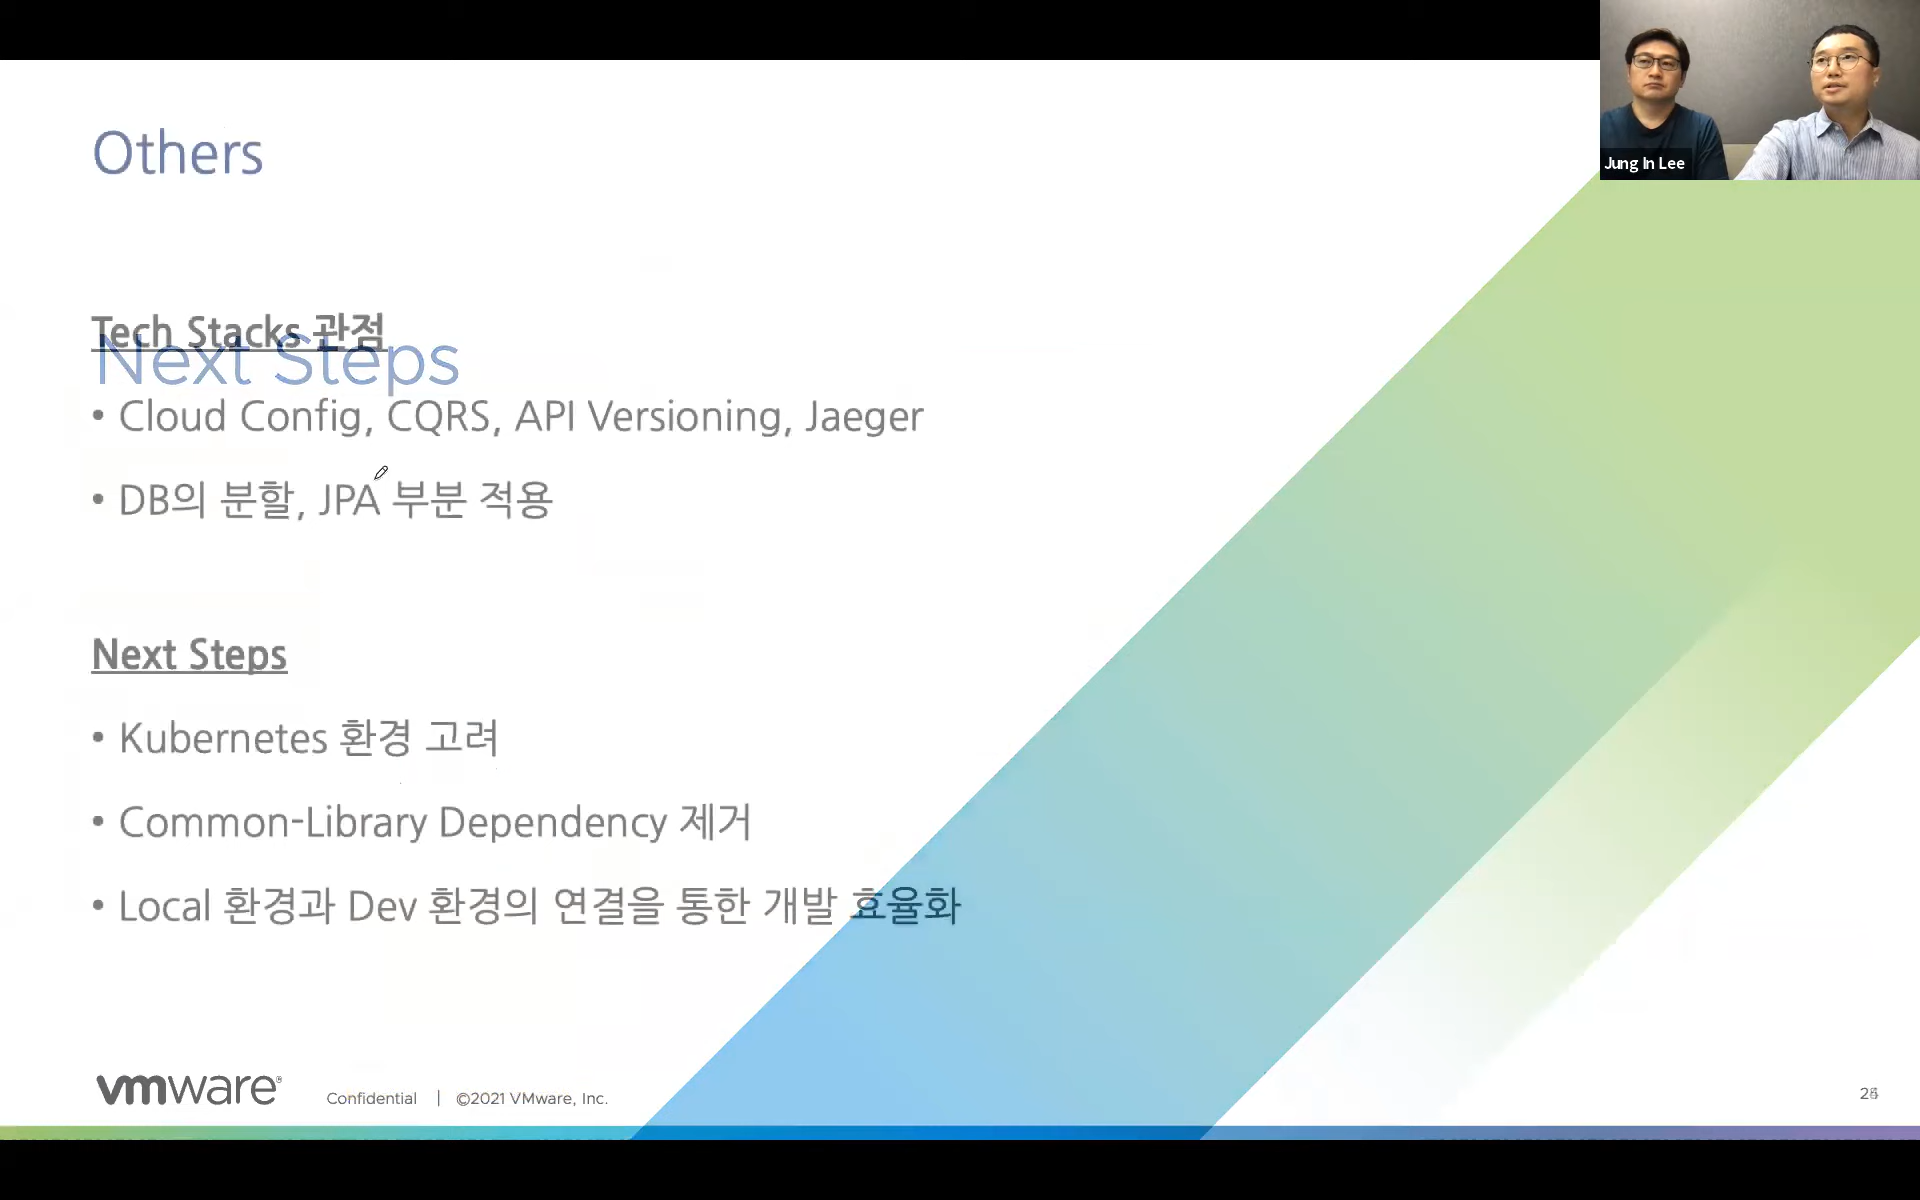 Others
Jung In Lee
Tech Stacks 관점
Next Steps
• Cloud Config, CQRS, API Versioning, Jaeger
• DB의 분할, JPA 부분 적용
Next Steps
• Kubernetes 환경 고려
• Common-Library Dependency 제거
• Local 환경과 Dev 환경의 연결을 통한 개발 효율화
vmware®
Confidential | ©2021 VMware, Inc.